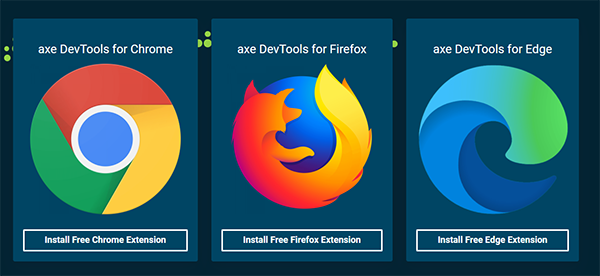 axe DevTools for Chrome
axe DevTools for Firefox
axe DevTools for Edge
Install Free Chrome Extension
Install Free Firefox Extension
Install Free Edge Extension